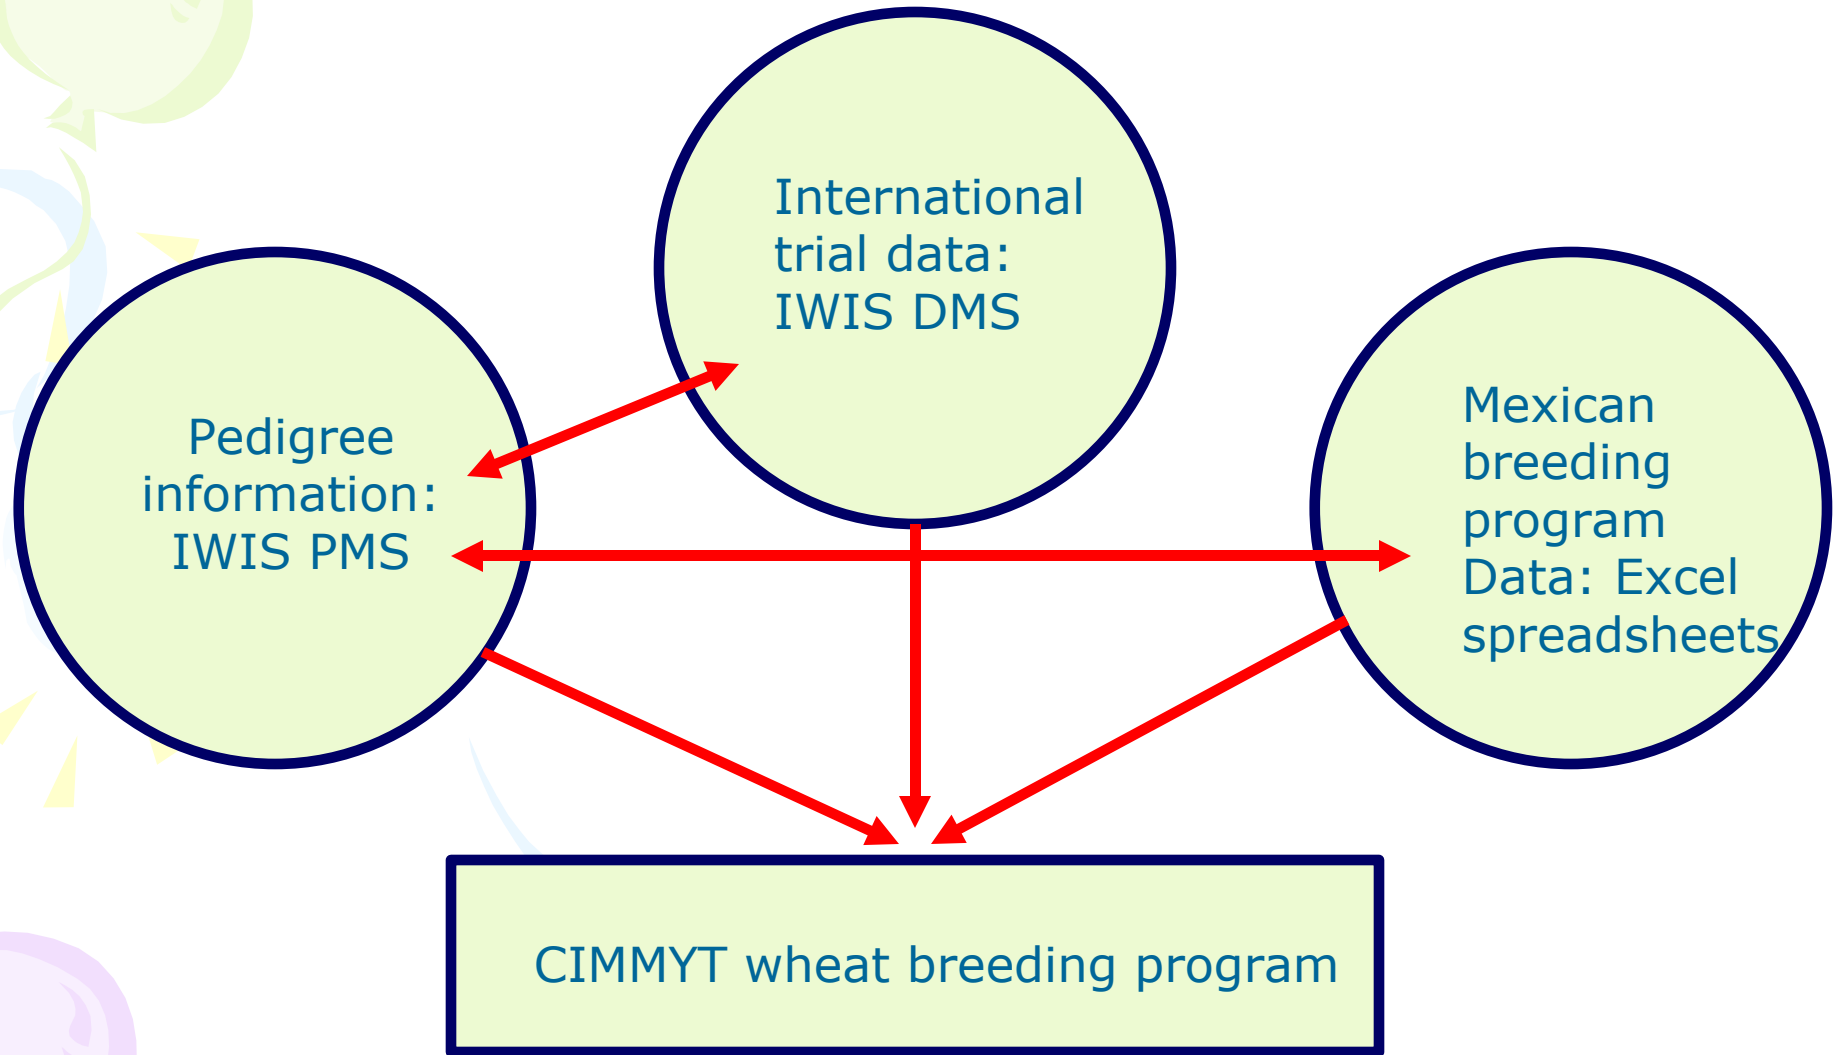 International
trial data:
IWIS DMS
Pedigree
information:
IWIS PMS
Mexican
breeding
program
Data: Excel
spreadsheets
CIMMYT wheat breeding program